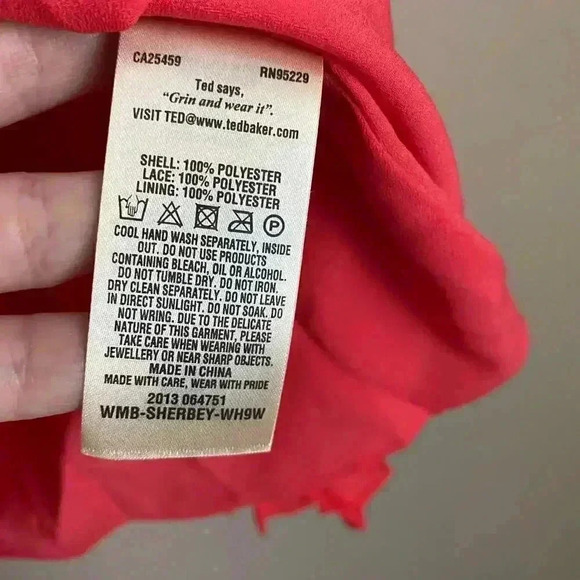 CA25459 RN95229
Ted says,
“Grin and wear it”.
VISIT TED@www.tedbaker.com
SHELL: 100% POLYESTER
LACE: 100% POLYESTER
LINING: 100% POLYESTER
P
COOL HAND WASH SEPARATELY, INSIDE
OUT. DO NOT USE PRODUCTS
CONTAINING BLEACH, OIL OR ALCOHOL.
DO NOT TUMBLE DRY. DO NOT IRON.
DRY CLEAN SEPARATELY. DO NOT LEAVE
IN DIRECT SUNLIGHT. DO NOT SOAK. DO
NOT WRING. DUE TO THE DELICATE
NATURE OF THIS GARMENT, PLEASE
TAKE CARE WHEN WEARING WITH
JEWELLERY OR NEAR SHARP OBJECTS.
MADE IN CHINA
MADE WITH CARE, WEAR WITH PRIDE
2013 064751
WMB-SHERBEY-WH9W